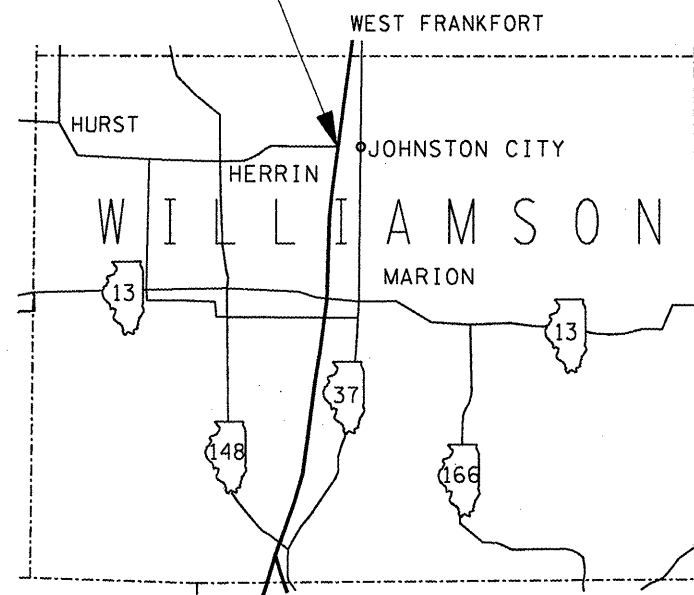 WEST FRANKFORT
HURST
JOHNSTON CITY
HERRIN
WILLIAMSON
MARION
13
13
37
148
166